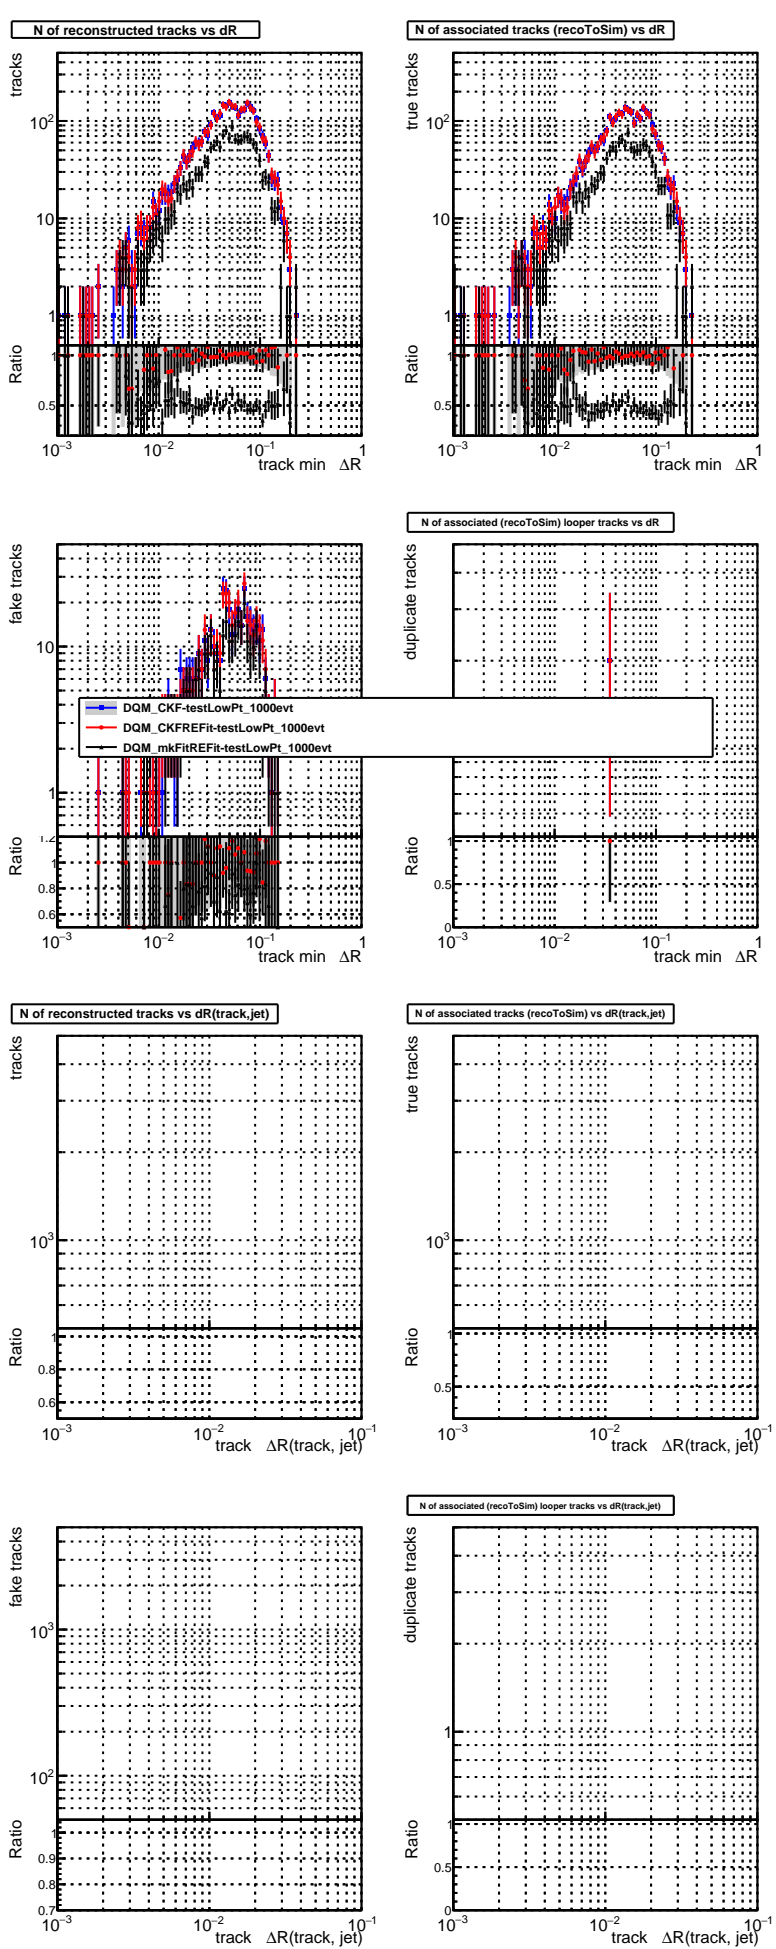 N of reconstructed tracks vs dR
tracks
10²
10
1
Ratio
1
0.5
10⁻³ 10⁻² 10⁻¹ 1
track min ΔR
N of associated tracks (recoToSim) vs dR
true tracks
10²
10
1
Ratio
1
0.5
10⁻³ 10⁻² 10⁻¹ 1
track min ΔR
fake tracks
10
1
Ratio
1.2
1
0.8
0.6
10⁻³ 10⁻² 10⁻¹ 1
track min ΔR
N of associated (recoToSim) looper tracks vs dR
duplicate tracks
Ratio
1
0.5
0
10⁻³ 10⁻² 10⁻¹ 1
track min ΔR
DQM_CKF-testLowPt_1000evt
DQM_CKFREFit-testLowPt_1000evt
DQM_mkFitREFit-testLowPt_1000evt
N of reconstructed tracks vs dR(track,jet)
tracks
10³
Ratio
1
0.8
0.6
10⁻³ 10⁻² 10⁻¹
track ΔR(track, jet)
N of associated tracks (recoToSim) vs dR(track,jet)
true tracks
10³
Ratio
1
0.5
10⁻³ 10⁻² 10⁻¹
track ΔR(track, jet)
fake tracks
10³
10²
Ratio
1
0.9
0.8
0.7
10⁻³ 10⁻² 10⁻¹
track ΔR(track, jet)
N of associated (recoToSim) looper tracks vs dR(track,jet)
duplicate tracks
1
Ratio
1
0.5
0
10⁻³ 10⁻² 10⁻¹
track ΔR(track, jet)